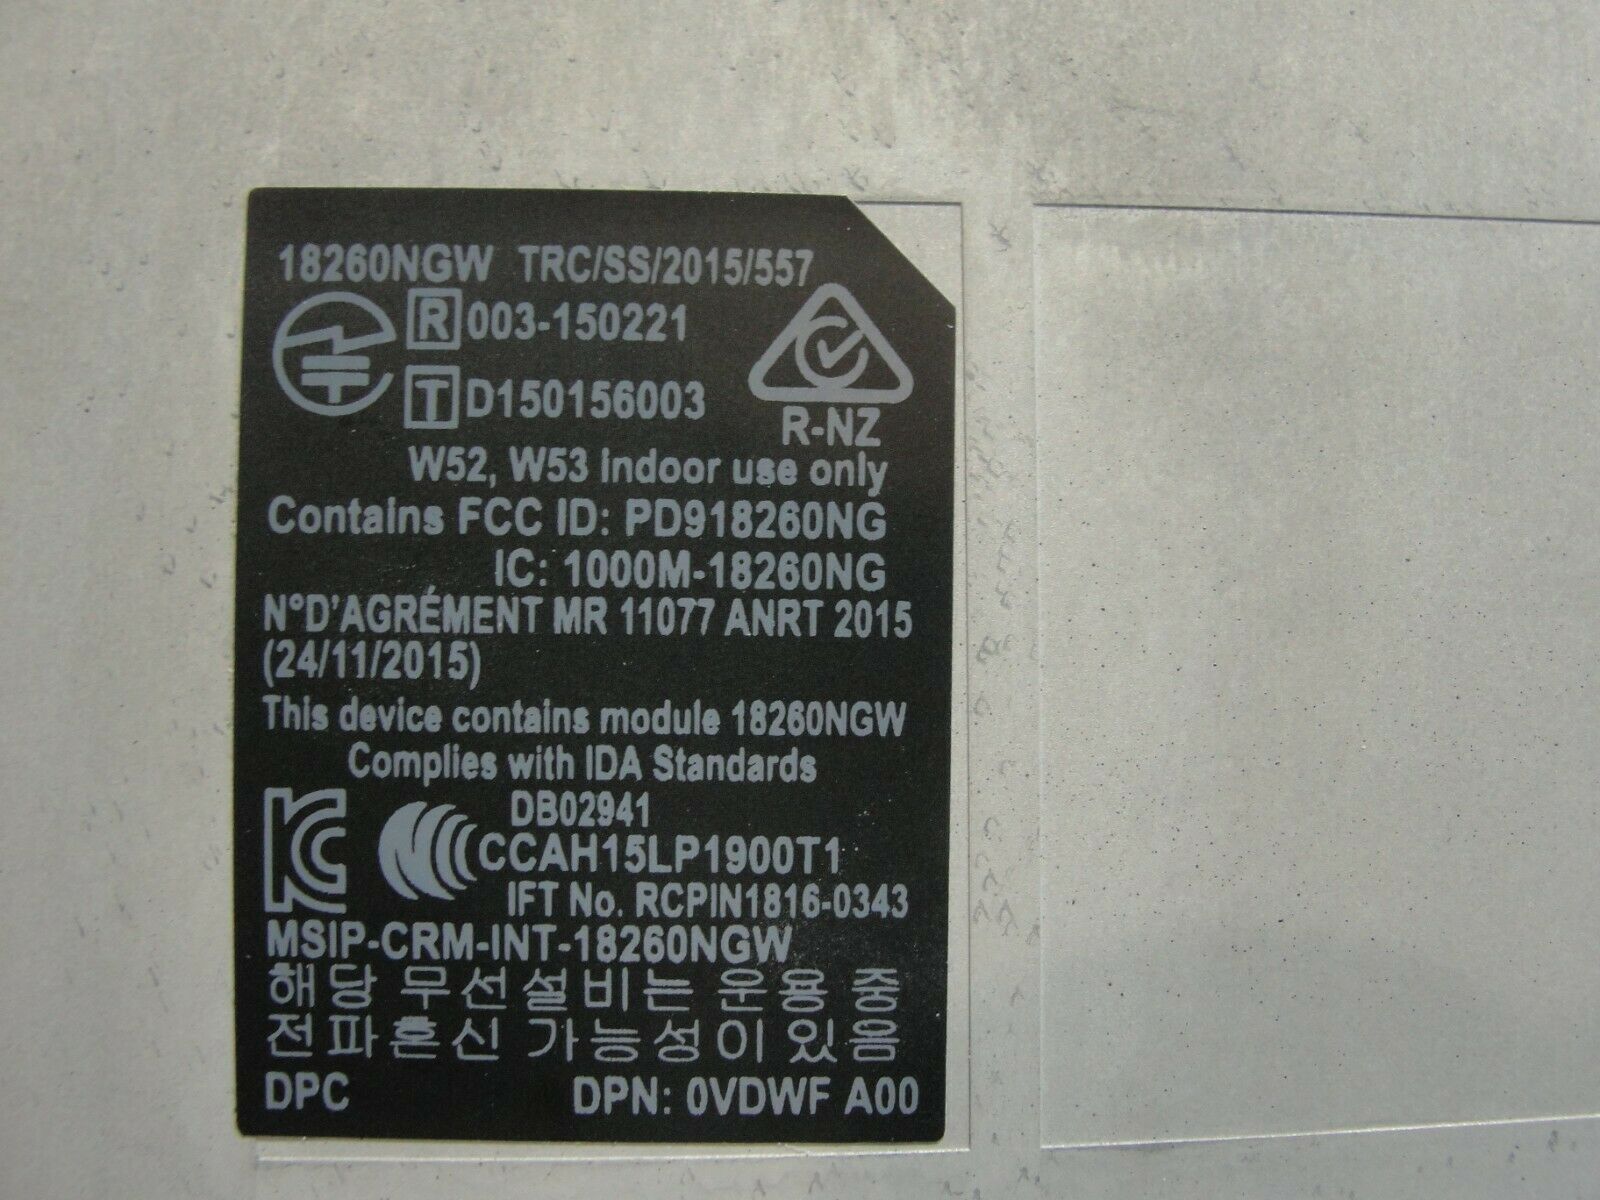 18260NGW TRC/SS/2015/557
R 003-150221
T D150156003
R-NZ
W52, W53 Indoor use only
Contains FCC ID: PD918260NG
IC: 1000M-18260NG
N°D'AGRÉMENT MR 11077 ANRT 2015
(24/11/2015)
This device contains module 18260NGW
Complies with IDA Standards
DB02941
CCAH15LP1900T1
IFT No. RCPIN1816-0343
MSIP-CRM-INT-18260NGW
해당 무선설비는 운용 중
전파혼신 가능성이 있음
DPC DPN: 0VDWF A00